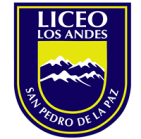 LICEO
LOS ANDES
SAN PEDRO DE LA PAZ